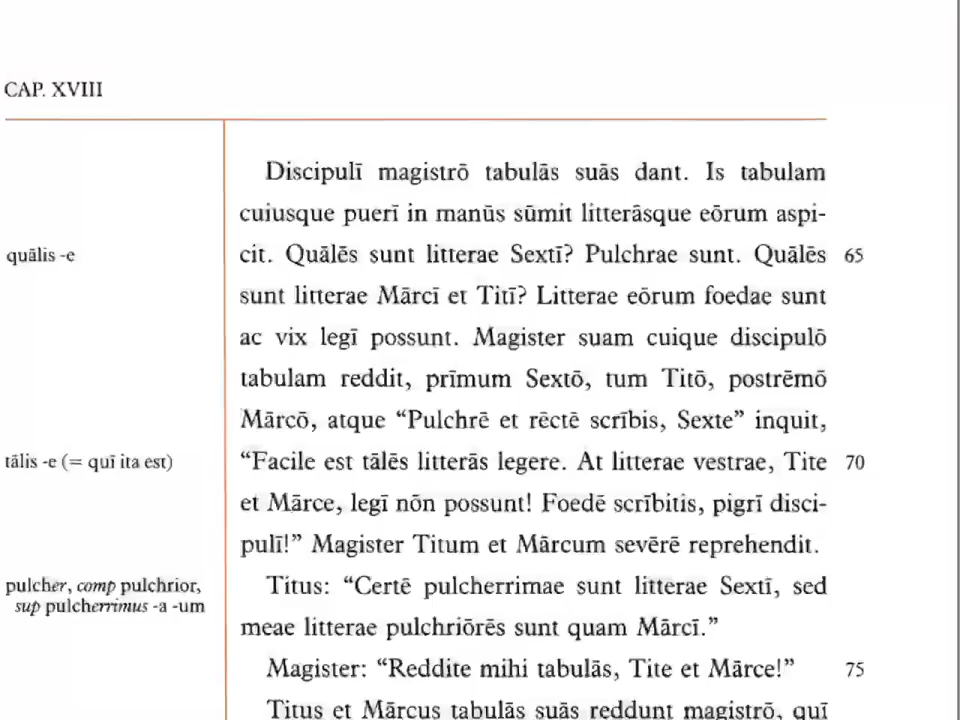 CAP. XVIII
Discipulī magistrō tabulās suās dant. Is tabulam
cuiusque puerī in manūs sūmit litterāsque eōrum aspi-
quālis -e
cit. Quālēs sunt litterae Sextī? Pulchrae sunt. Quālēs
65
sunt litterae Mārcī et Titī? Litterae eōrum foedae sunt
ac vix legī possunt. Magister suam cuique discipulō
tabulam reddit, prīmum Sextō, tum Titō, postrēmō
Mārcō, atque “Pulchrē et rēctē scrībis, Sexte” inquit,
tālis -e (= quī ita est)
“Facile est tālēs litterās legere. At litterae vestrae, Tite
70
et Mārce, legī nōn possunt! Foedē scrībitis, pigrī disci-
pulī!” Magister Titum et Mārcum sevērē reprehendit.
pulcher, comp pulchrior,
sup pulcherrimus -a -um
Titus: “Certē pulcherrimae sunt litterae Sextī, sed
meae litterae pulchriōrēs sunt quam Mārcī.”
Magister: “Reddite mihi tabulās, Tite et Mārce!”
75
Titus et Mārcus tabulās suās reddunt magistrō, quī